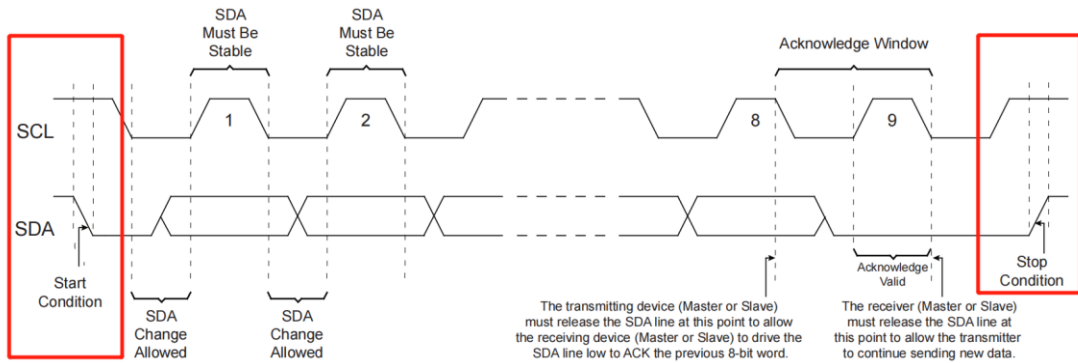 SDA
Must Be
Stable
SDA
Must Be
Stable
Acknowledge Window
SCL
1
2
8
9
SDA
Start
Condition
Acknowledge
Valid
Stop
Condition
SDA
Change
Allowed
SDA
Change
Allowed
The transmitting device (Master or Slave)
must release the SDA line at this point to allow
the receiving device (Master or Slave) to drive the
SDA line low to ACK the previous 8-bit word.
The receiver (Master or Slave)
must release the SDA line at
this point to allow the transmitter
to continue sending new data.